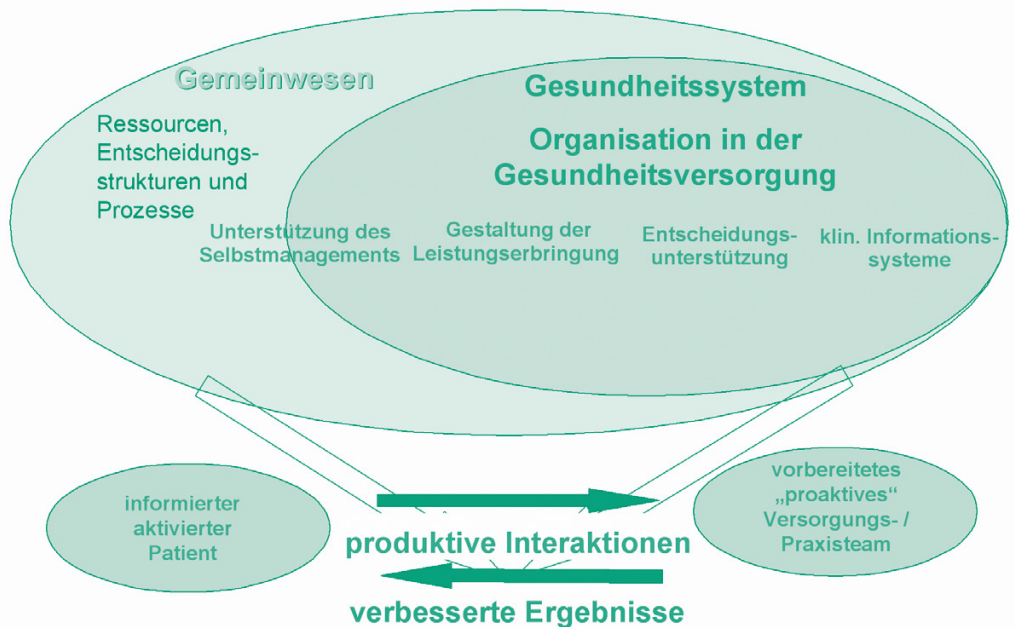 Gemeinwesen
Ressourcen,
Entscheidungs-
strukturen und
Prozesse
Gesundheitssystem
Organisation in der
Gesundheitsversorgung
Unterstützung des
Selbstmanagements
Gestaltung der
Leistungserbringung
Entscheidungs-
unterstützung
klin. Informations-
systeme
informierter
aktivierter
Patient
produktive Interaktionen
verbesserte Ergebnisse
vorbereitetes
„proaktives“
Versorgungs- /
Praxisteam